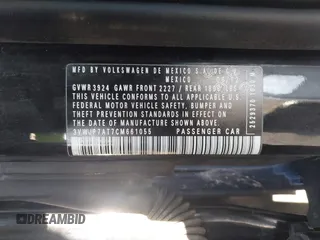 MFD BY VOLKSWAGEN DE MEXICO S.A. DE C.V.
MEXICO
GVWR 3924 GAWR FRONT 2227 / REAR
THIS VEHICLE CONFORMS TO ALL APPLICABLE
FEDERAL MOTOR VEHICLE SAFETY, BUMPER AND
THEFT PREVENTION STANDARDS IN EFFECT ON THE
DATE OF MANUFACTURE SHOWN ABOVE.
PASSENGER CAR
DREAMBID